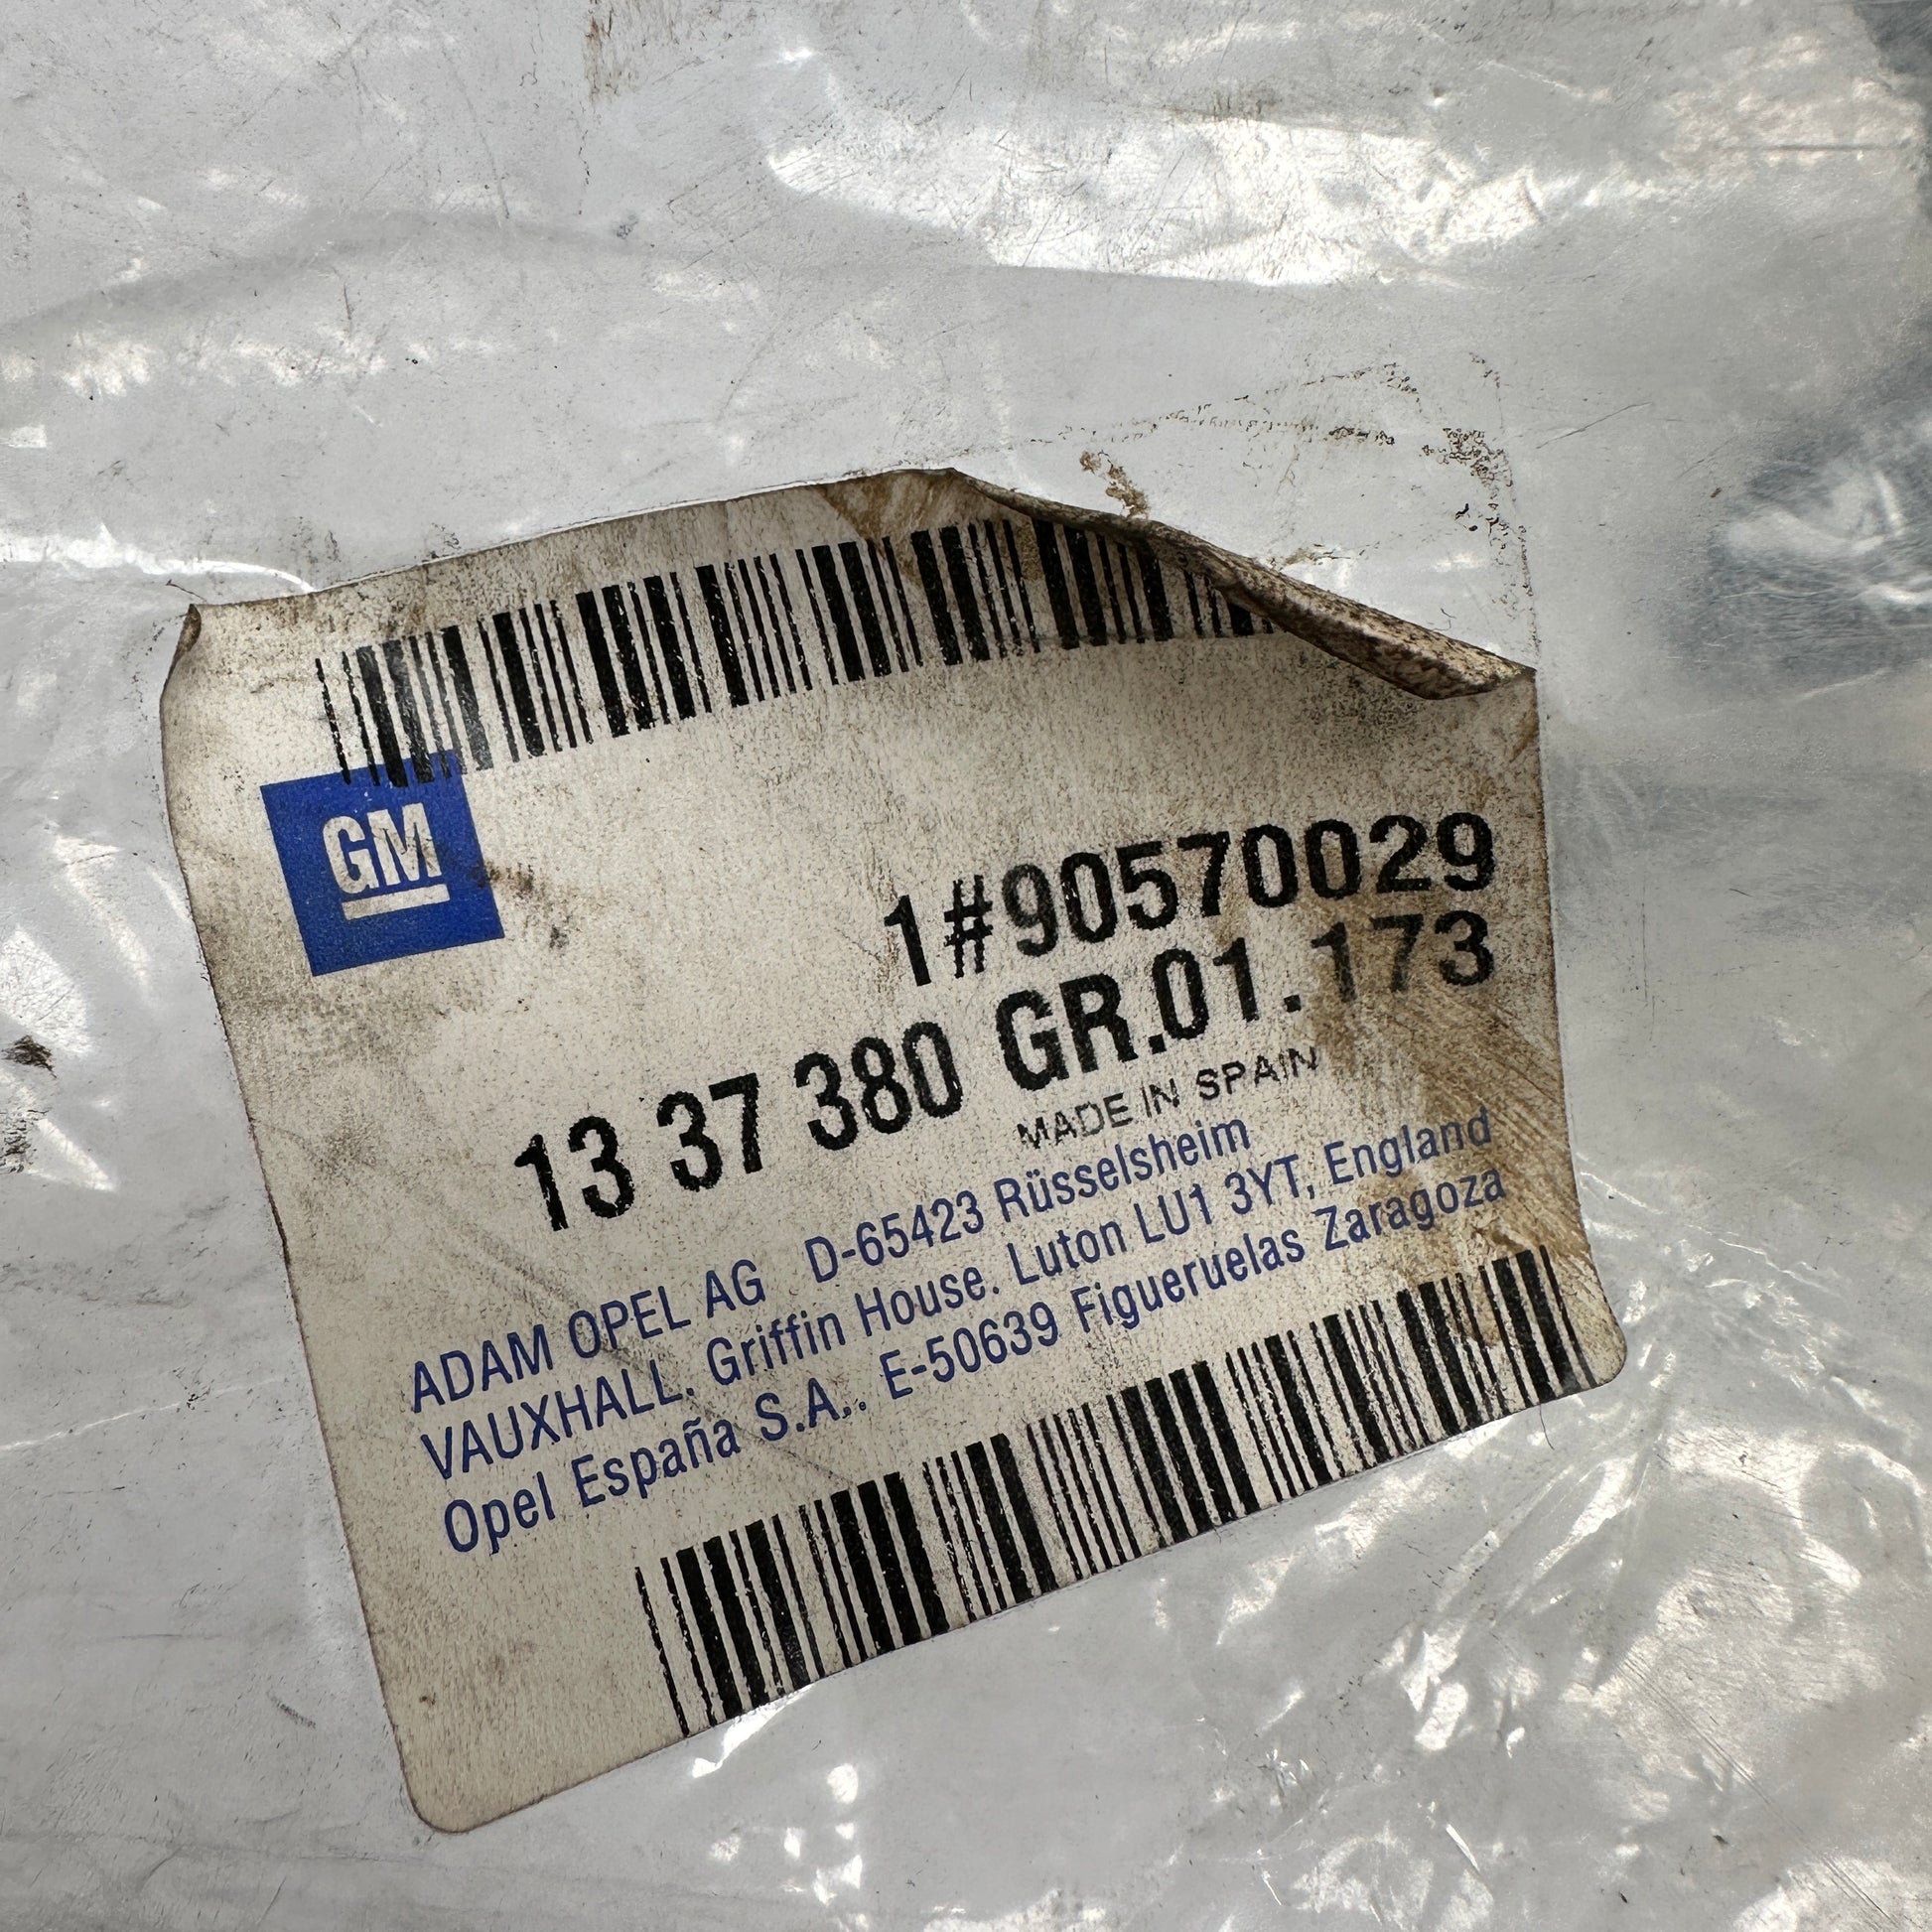 GM
1#90570029
13 37 380 GR.01.173
MADE IN SPAIN
ADAM OPEL AG D-65423 Rüsselsheim
VAUXHALL. Griffin House. Luton LU1 3YT, England
Opel España S.A.. E-50639 Figueruelas Zaragoza